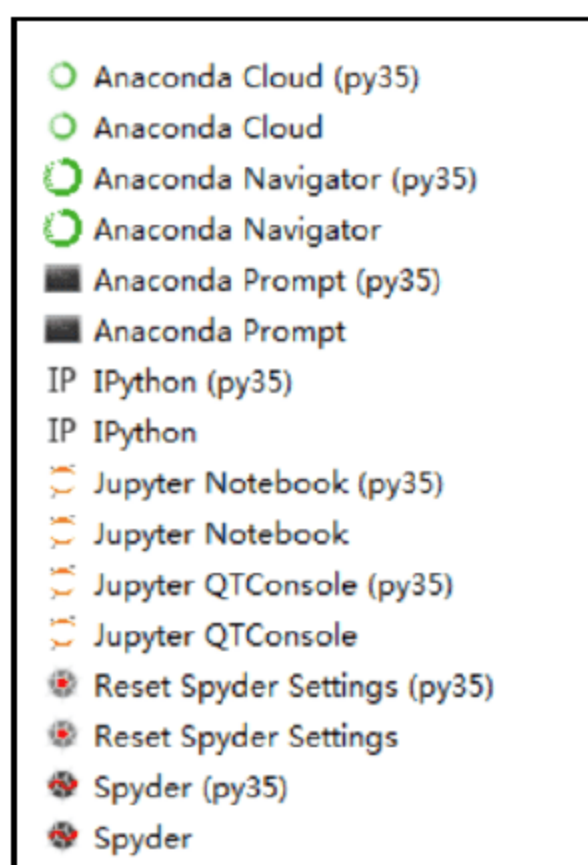 Anaconda Cloud (py35)
Anaconda Cloud
Anaconda Navigator (py35)
Anaconda Navigator
Anaconda Prompt (py35)
Anaconda Prompt
IP IPython (py35)
IP IPython
Jupyter Notebook (py35)
Jupyter Notebook
Jupyter QTConsole (py35)
Jupyter QTConsole
Reset Spyder Settings (py35)
Reset Spyder Settings
Spyder (py35)
Spyder